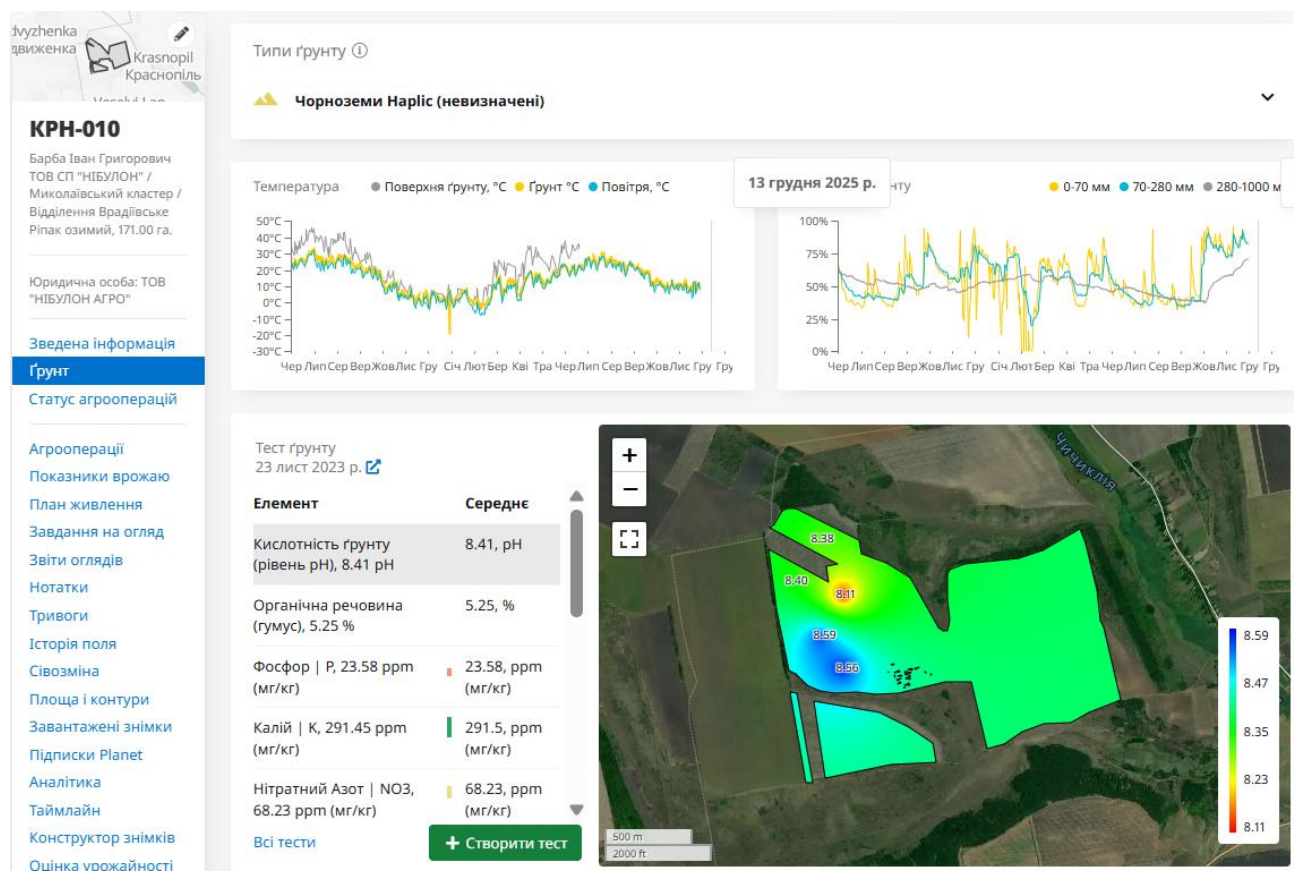 dvyzhenka
движенка
Krasnopil
Краснопіль
КРН-010
Барба Іван Григорович
ТОВ СП "НІБУЛОН" /
Миколаївський кластер /
Відділення Врадіївське
Ріпак озимий, 171.00 га.
Юридична особа: ТОВ
"НІБУЛОН АГРО"
Зведена інформація
Ґрунт
Статус агрооперацій
Агрооперації
Показники врожаю
План живлення
Завдання на огляд
Звіти оглядів
Нотатки
Тривоги
Історія поля
Сівозміна
Площа і контури
Завантажені знімки
Підписки Planet
Аналітика
Таймлайн
Конструктор знімків
Оцінка урожайності
Типи ґрунту
Чорноземи Haplic (невизначені)
Температура
Поверхня ґрунту, °C Ґрунт °C Повітря, °C
50°C
40°C
30°C
20°C
10°C
0°C
-10°C
-20°C
-30°C
Чер Лип Сер Вер Жов Лис Гру Січ Лют Бер Кві Тра Чер Лип Сер Вер Жов Лис Гру Гру
13 грудня 2025 р.
нту
0-70 мм 70-280 мм 280-1000 м
100%
75%
50%
25%
0%
Чер Лип Сер Вер Жов Лис Гру Січ Лют Бер Кві Тра Чер Лип Сер Вер Жов Лис Гру Гру
Тест ґрунту
23 лист 2023 р.
Елемент Середнє
Кислотність ґрунту 8.41, pH
(рівень pH), 8.41 pH
Органічна речовина 5.25, %
(гумус), 5.25 %
Фосфор | P, 23.58 ppm 23.58, ppm
(мг/кг) (мг/кг)
Калій | K, 291.45 ppm 291.5, ppm
(мг/кг) (мг/кг)
Нітратний Азот | NO3, 68.23, ppm
68.23 ppm (мг/кг) (мг/кг)
Всі тести
+ Створити тест
+
−
Чичиклія
8.38
8.40
8.11
8.59
8.56
8.59
8.47
8.35
8.23
8.11
500 m
2000 ft